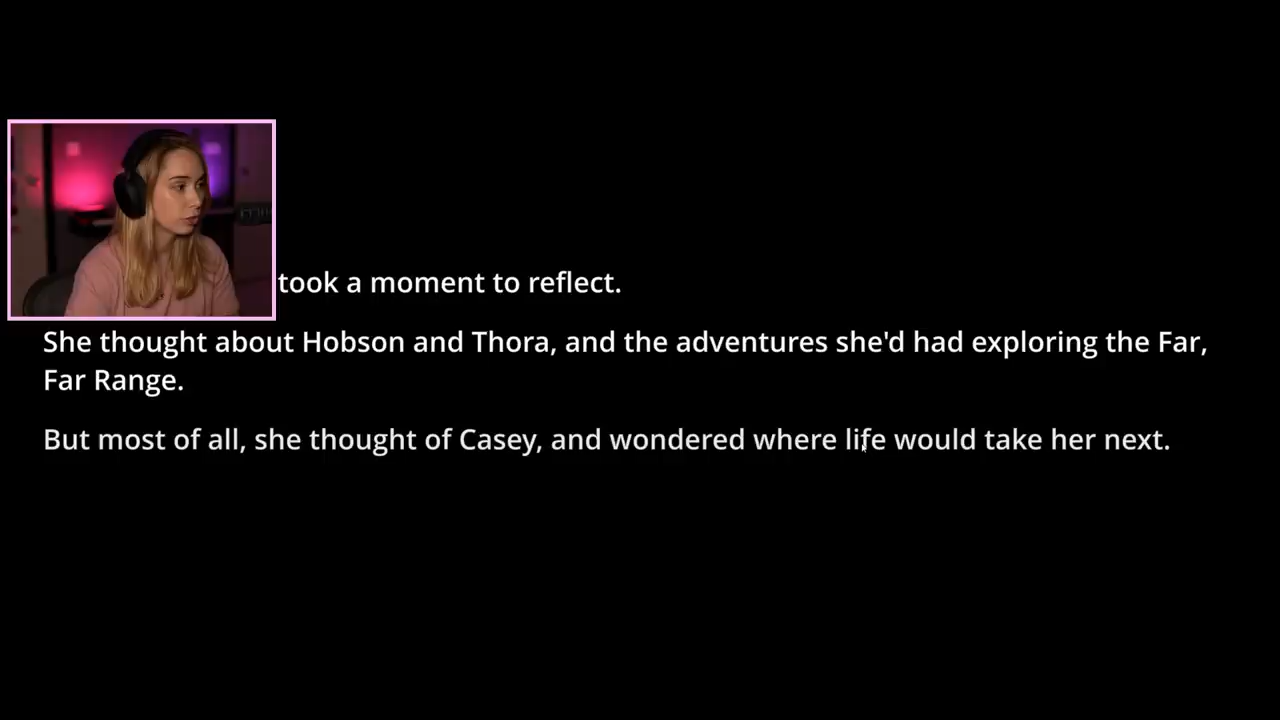 took a moment to reflect.
She thought about Hobson and Thora, and the adventures she'd had exploring the Far,
Far Range.
But most of all, she thought of Casey, and wondered where life would take her next.